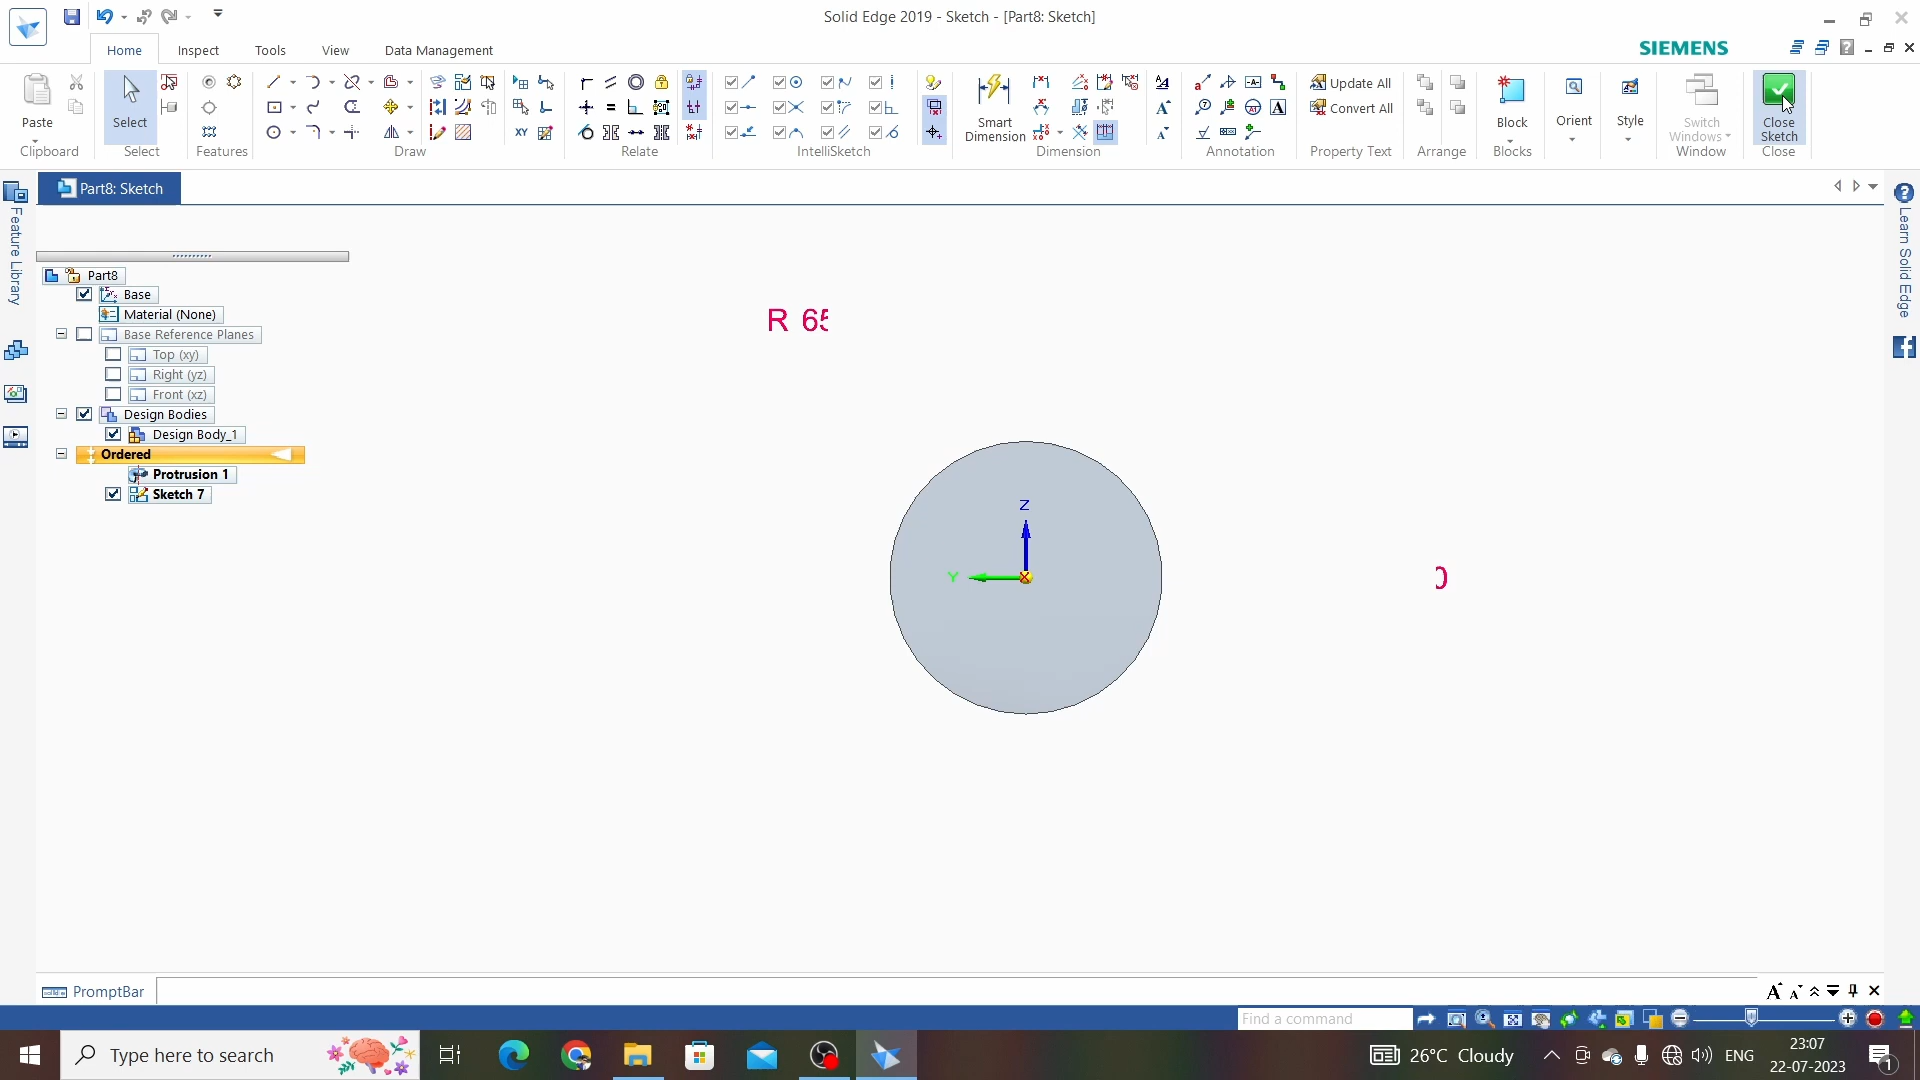 Solid Edge 2019 - Sketch - [Part8: Sketch]
Home Inspect Tools View Data Management
SIEMENS
Paste
Clipboard
Select
Select
Features
Draw
Relate
IntelliSketch
Smart
Dimension
Dimension
Annotation
Update All
Convert All
Property Text
Arrange
Block
Blocks
Orient
Style
Switch
Windows
Window
Close
Sketch
Close
Part8: Sketch
Feature Library
Learn Solid Edge
Part8
Base
Material (None)
Base Reference Planes
Top (xy)
Right (yz)
Front (xz)
Design Bodies
Design Body_1
Ordered
Protrusion 1
Sketch 7
R 65
Z
Y
0
PromptBar
Find a command
Type here to search
26°C Cloudy
ENG
23:07
22-07-2023
1